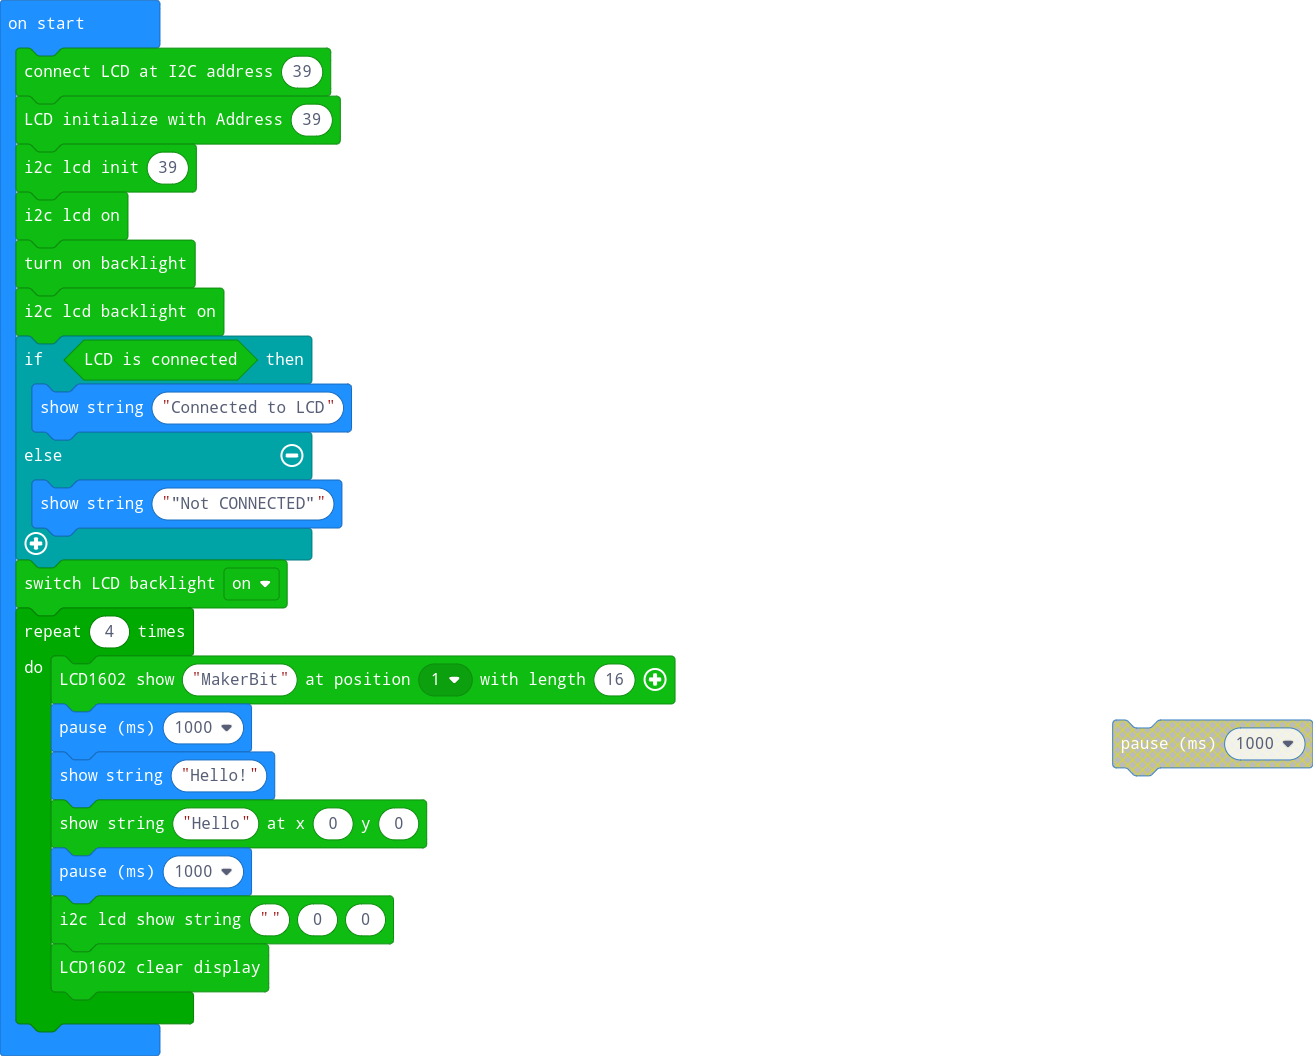 on start
connect LCD at I2C address 39
LCD initialize with Address 39
i2c lcd init 39
i2c lcd on
turn on backlight
i2c lcd backlight on
if LCD is connected then
show string "Connected to LCD"
else
show string ""Not CONNECTED""
switch LCD backlight on
repeat 4 times
do
LCD1602 show "MakerBit" at position 1 with length 16
pause (ms) 1000
pause (ms) 1000
show string "Hello!"
show string "Hello" at x 0 y 0
pause (ms) 1000
i2c lcd show string "" 0 0
LCD1602 clear display